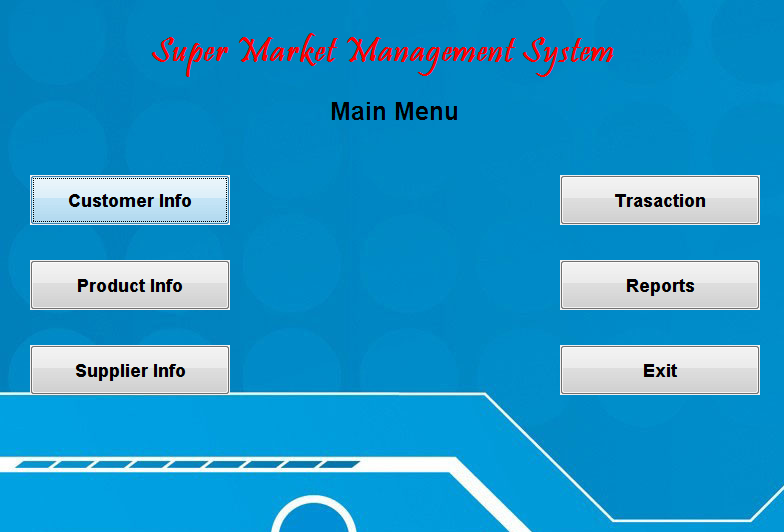 Super Market Management System
Main Menu
Customer Info
Trasaction
Product Info
Reports
Supplier Info
Exit